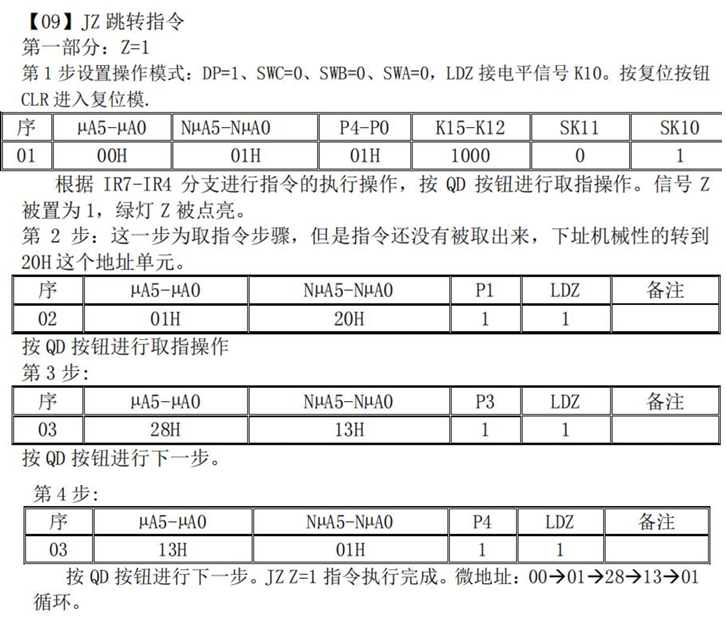 【09】JZ 跳转指令
第一部分：Z=1
第 1 步设置操作模式：DP=1、SWC=0、SWB=0、SWA=0，LDZ 接电平信号 K10。按复位按钮
CLR 进入复位模.
序 μA5-μA0 NμA5-NμA0 P4-P0 K15-K12 SK11 SK10
01 00H 01H 01H 1000 0 1
根据 IR7-IR4 分支进行指令的执行操作，按 QD 按钮进行取指操作。信号 Z
被置为 1，绿灯 Z 被点亮。
第 2 步：这一步为取指令步骤，但是指令还没有被取出来，下址机械性的转到
20H 这个地址单元。
序 μA5-μA0 NμA5-NμA0 P1 LDZ 备注
02 01H 20H 1 1
按 QD 按钮进行取指操作
第 3 步:
序 μA5-μA0 NμA5-NμA0 P3 LDZ 备注
03 28H 13H 1 1
按 QD 按钮进行下一步。
第 4 步:
序 μA5-μA0 NμA5-NμA0 P4 LDZ 备注
03 13H 01H 1 1
按 QD 按钮进行下一步。JZ Z=1 指令执行完成。微地址：00→01→28→13→01
循环。